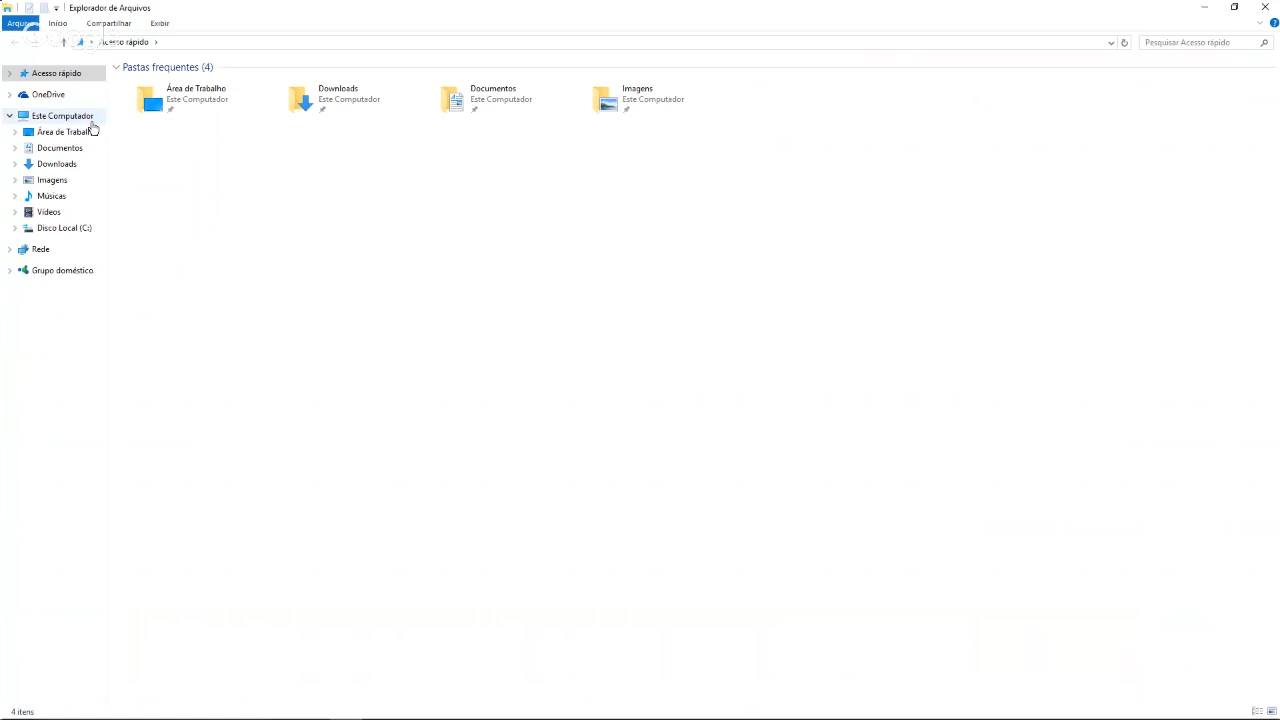 Explorador de Arquivos
Início
Compartilhar
Exibir
Acesso rápido
Pesquisar Acesso rápido
Acesso rápido
OneDrive
Este Computador
Documentos
Downloads
Imagens
Músicas
Vídeos
Disco Local (C:)
Rede
Grupo doméstico
Pastas frequentes (4)
Área de Trabalho
Este Computador
Downloads
Este Computador
Documentos
Este Computador
Imagens
Este Computador
4 itens